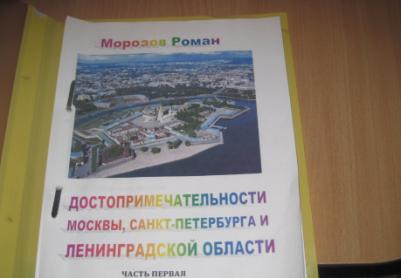 Морозов Роман
ДОСТОПРИМЕЧАТЕЛЬНОСТИ
МОСКВЫ, САНКТ-ПЕТЕРБУРГА И
ЛЕНИНГРАДСКОЙ ОБЛАСТИ
ЧАСТЬ ПЕРВАЯ